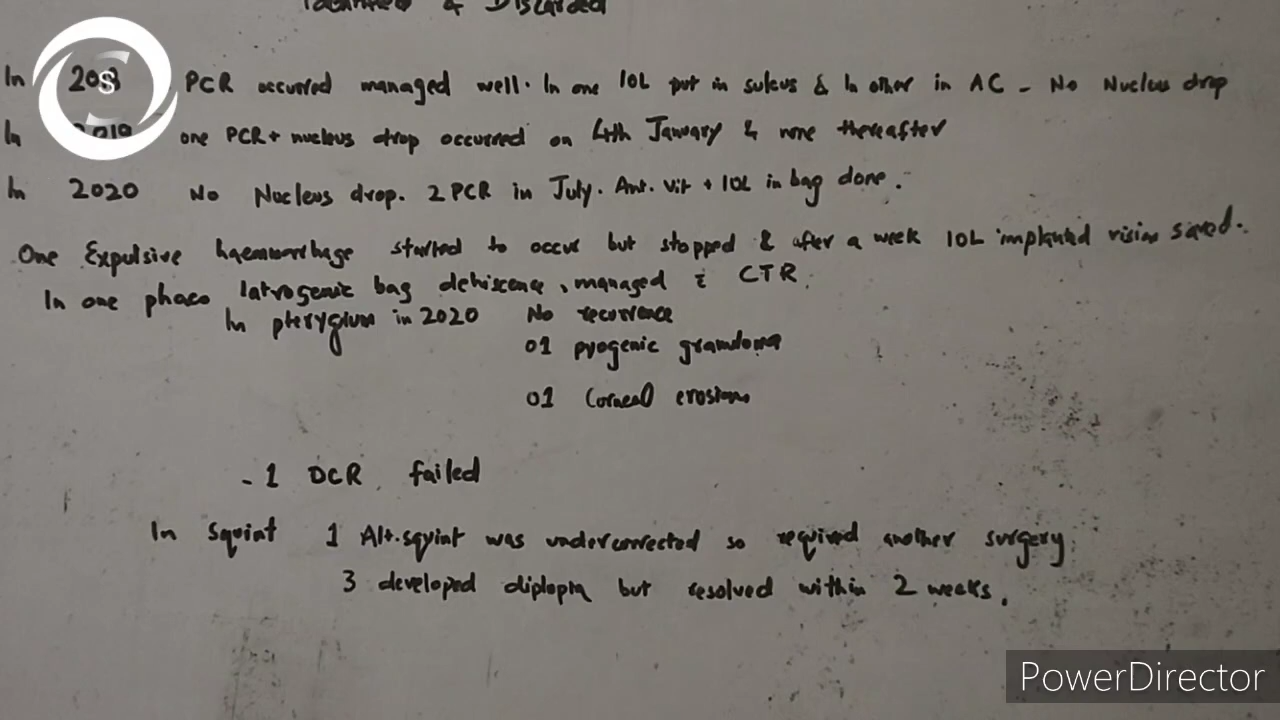 Identified & Discarded
In 2018 PCR occurred managed well. In one IOL put in sulcus & In other in AC - No Nucleus drop
In 2019 one PCR + nucleus drop occurred on 4th January & none thereafter
In 2020 No Nucleus drop. 2 PCR in July. Ant. Vit + IOL in bag done.
One Expulsive haemorrhage started to occur but stopped & after a week IOL implanted vision saved.
In one phaco Iatrogenic bag dehiscence, managed c̄ CTR.
In pterygium in 2020 No recurrence
01 pyogenic granuloma
01 Corneal erosion
- 1 DCR failed
In Squint 1 Alt. squint was undercorrected so required another surgery.
3 developed diplopia but resolved within 2 weeks.
S
PowerDirector